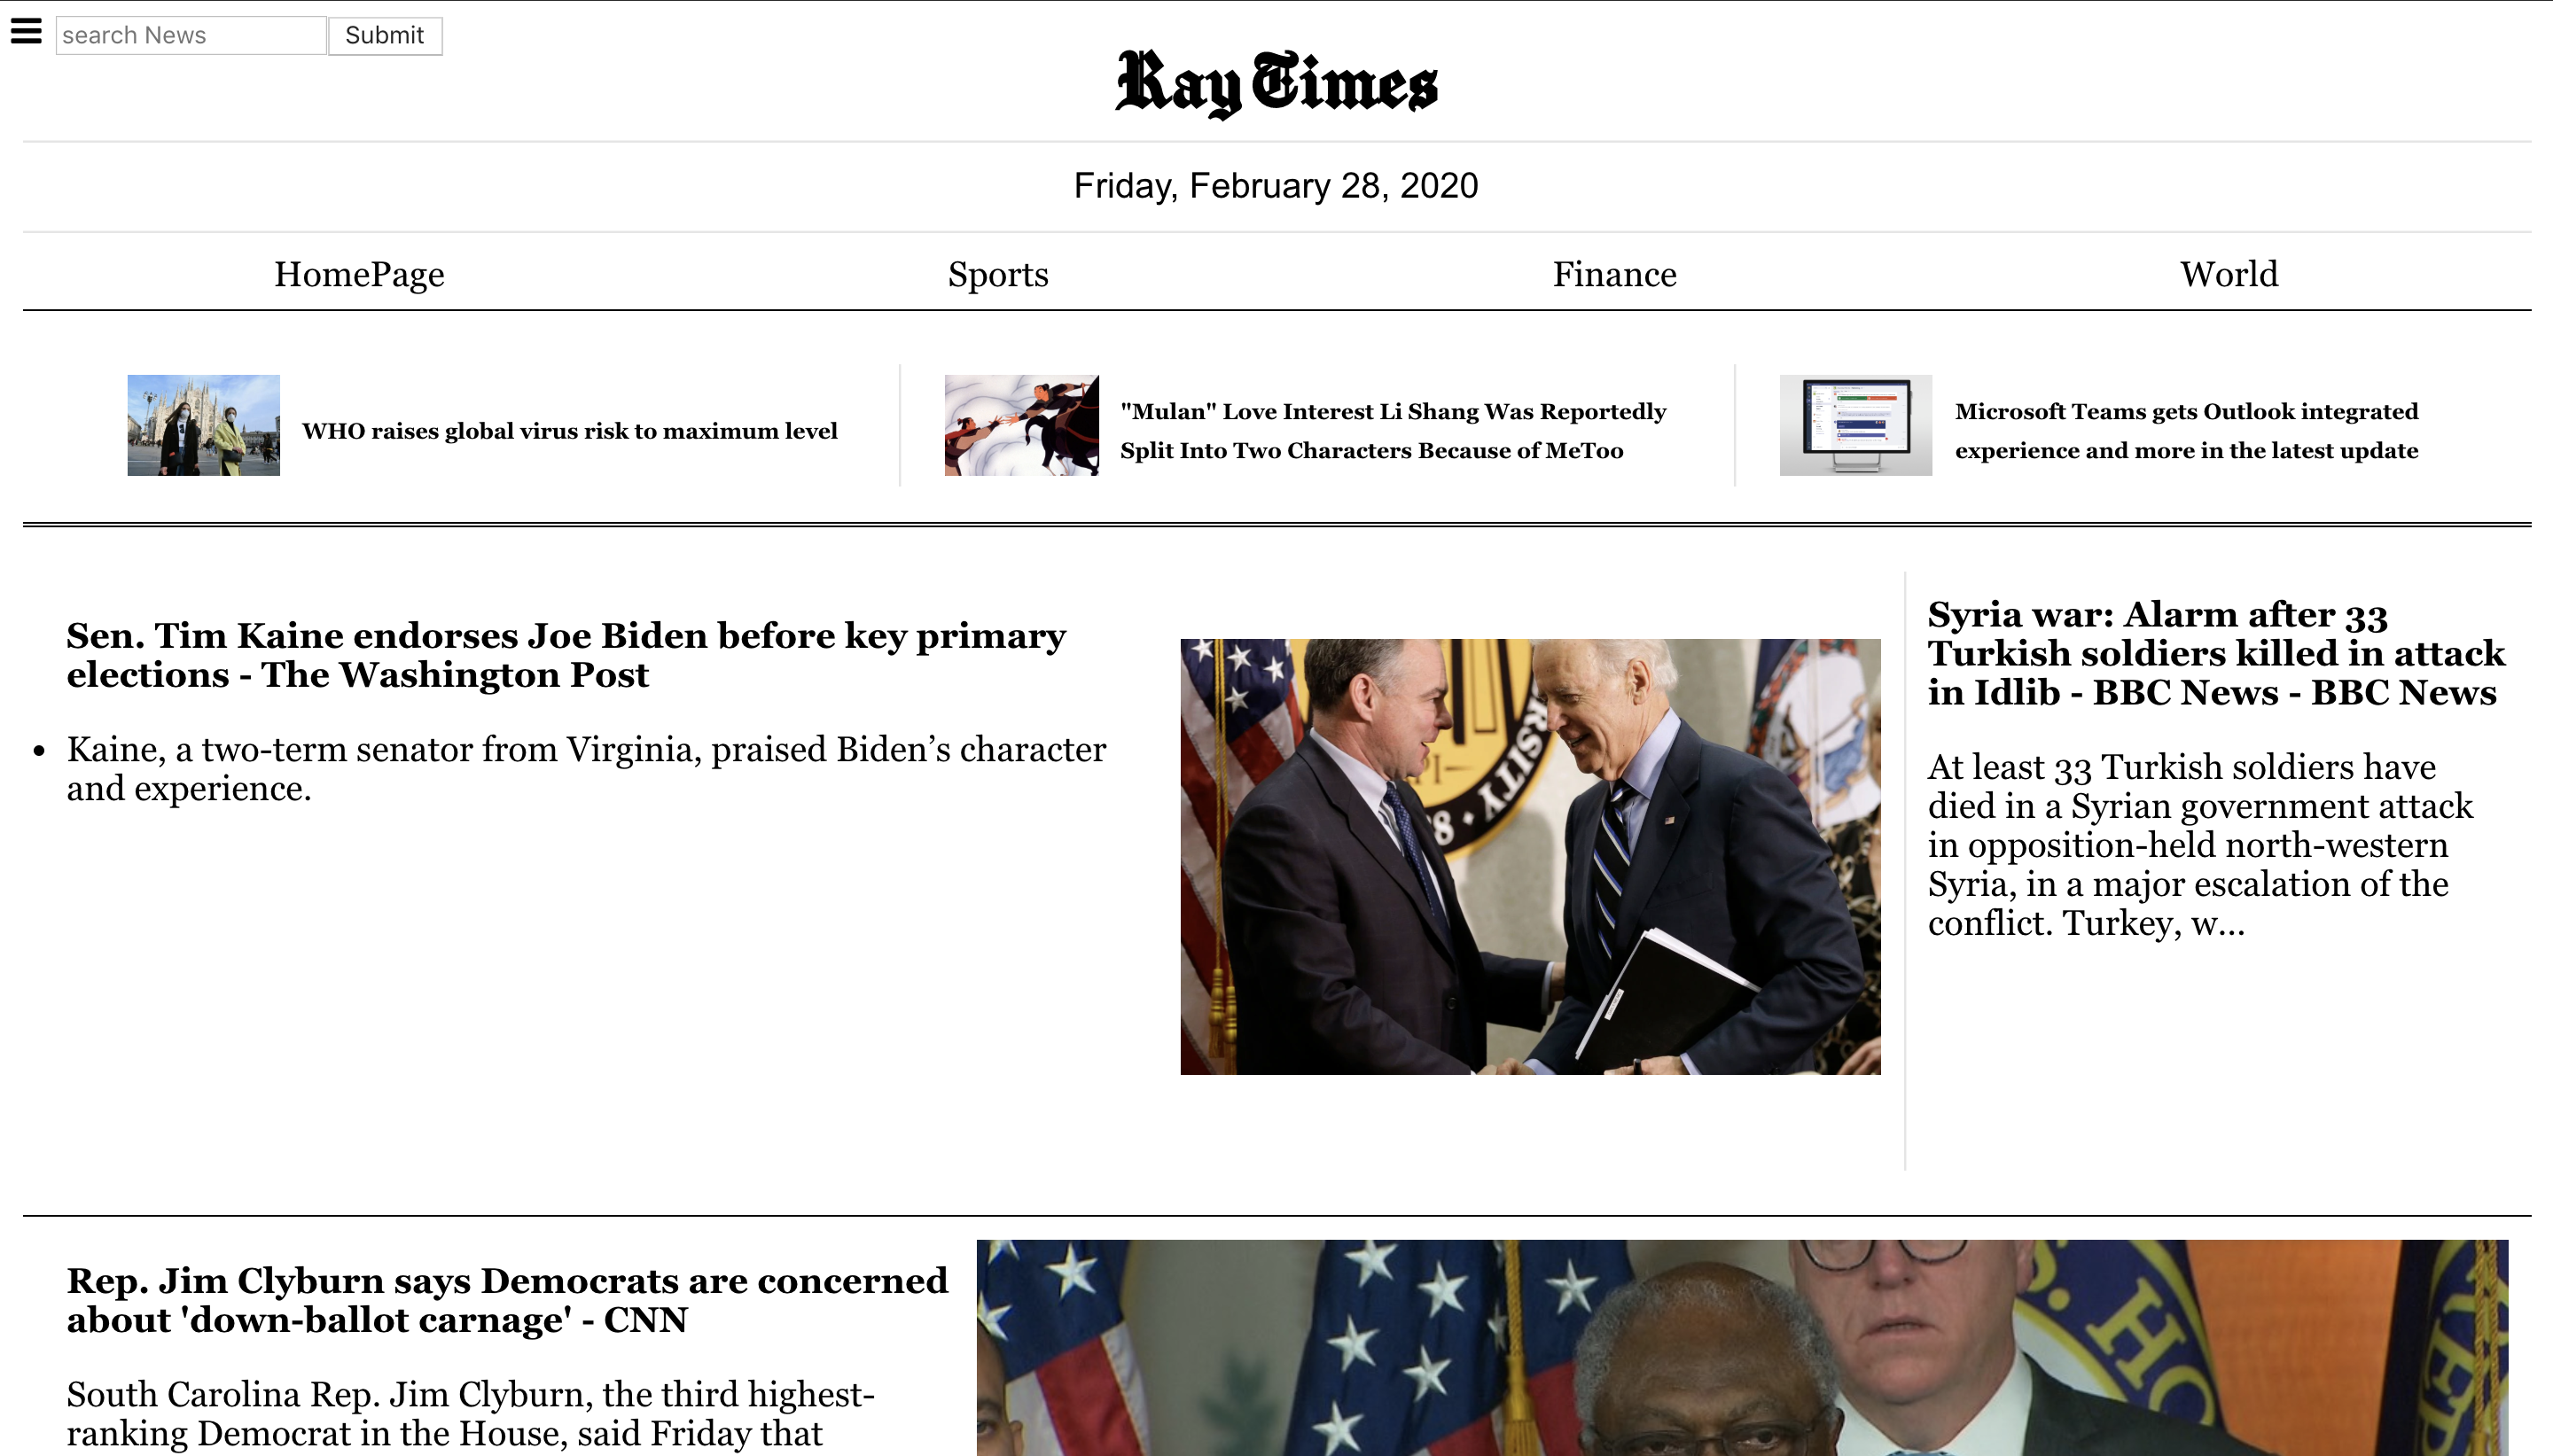 search News Submit
Ray Times
Friday, February 28, 2020
HomePage Sports Finance World
WHO raises global virus risk to maximum level
"Mulan" Love Interest Li Shang Was Reportedly
Split Into Two Characters Because of MeToo
Microsoft Teams gets Outlook integrated
experience and more in the latest update
Sen. Tim Kaine endorses Joe Biden before key primary
elections - The Washington Post
• Kaine, a two-term senator from Virginia, praised Biden’s character
and experience.
Syria war: Alarm after 33
Turkish soldiers killed in attack
in Idlib - BBC News - BBC News
At least 33 Turkish soldiers have
died in a Syrian government attack
in opposition-held north-western
Syria, in a major escalation of the
conflict. Turkey, w...
Rep. Jim Clyburn says Democrats are concerned
about 'down-ballot carnage' - CNN
South Carolina Rep. Jim Clyburn, the third highest-
ranking Democrat in the House, said Friday that